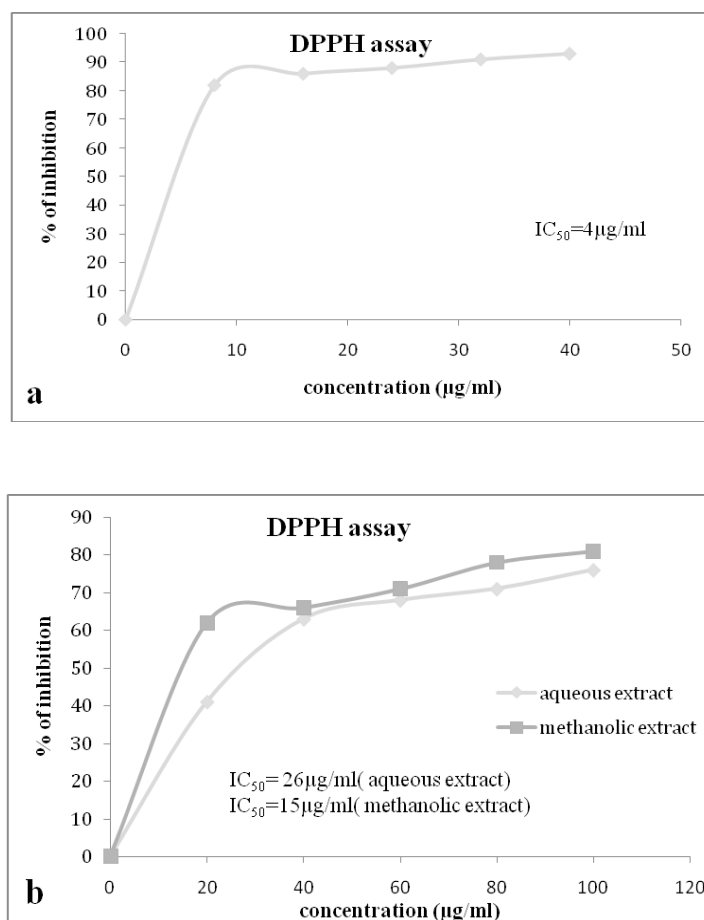 DPPH assay
100
90
80
70
60
50
40
30
20
10
0
% of inhibition
IC50=4µg/ml
0 10 20 30 40 50
concentration (µg/ml)
a
DPPH assay
90
80
70
60
50
40
30
20
10
0
% of inhibition
aqueous extract
methanolic extract
IC50= 26µg/ml( aqueous extract)
IC50=15µg/ml( methanolic extract)
0 20 40 60 80 100 120
concentration (µg/ml)
b